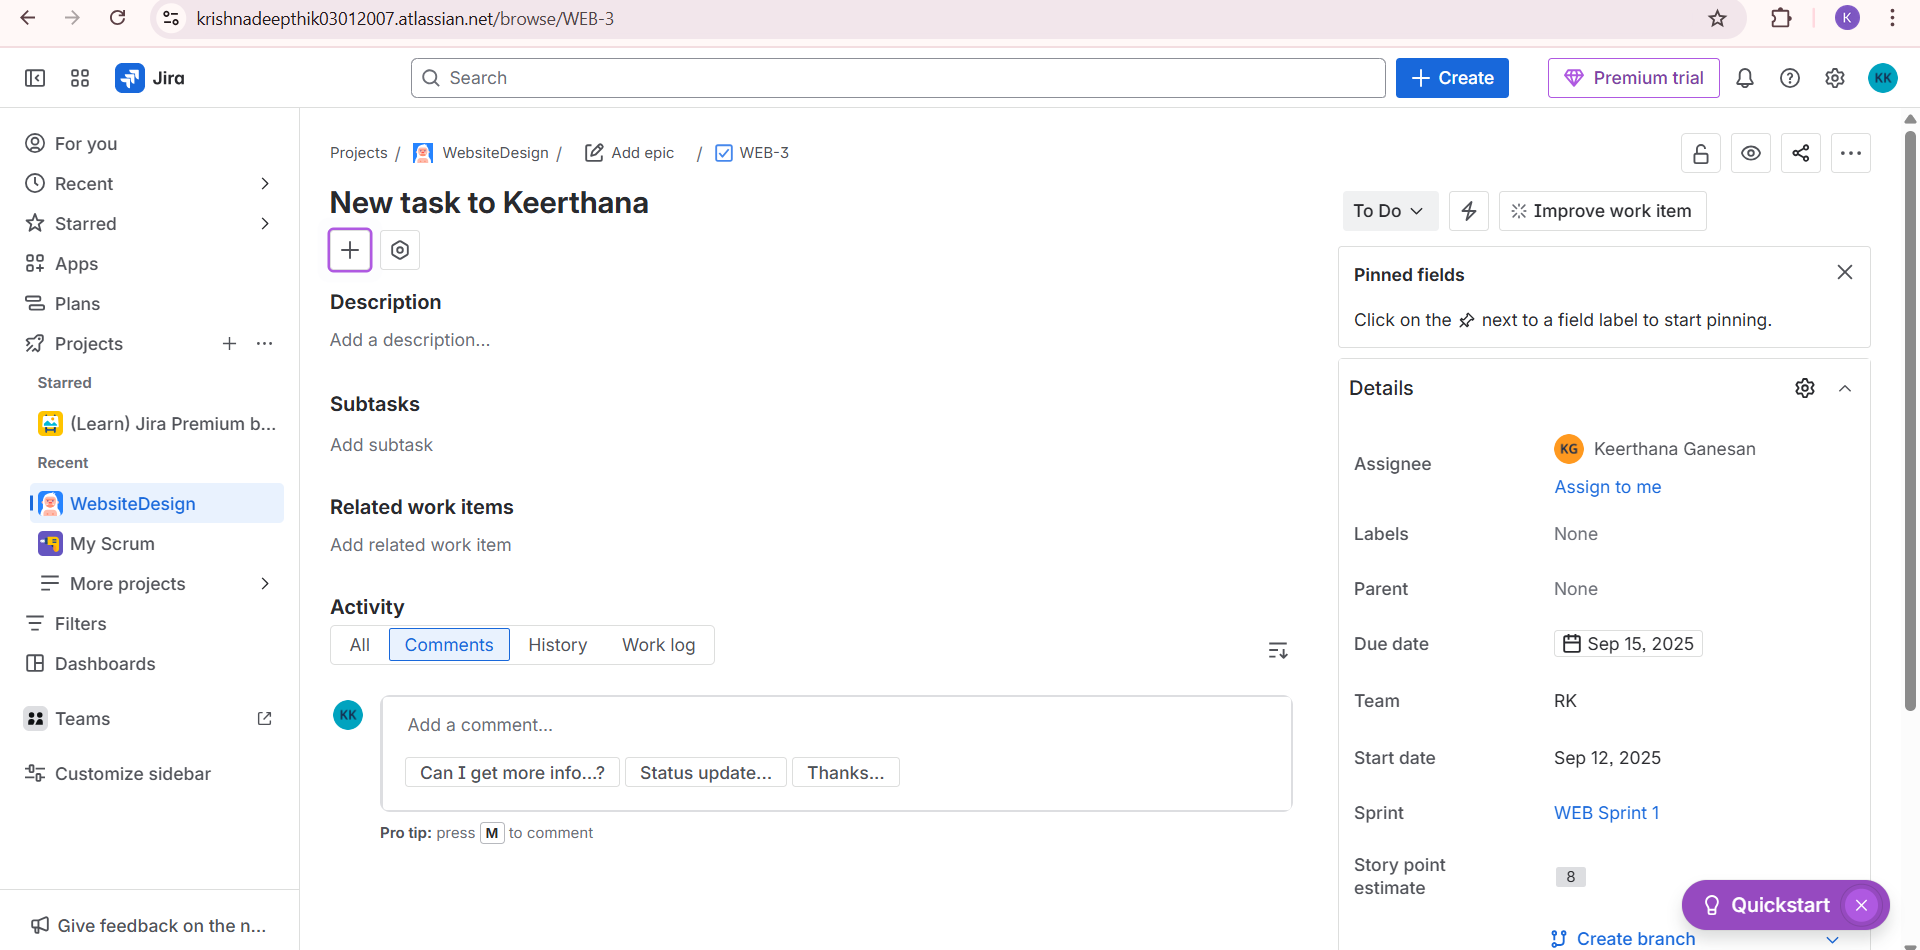 krishnadeepthik03012007.atlassian.net/browse/WEB-3
K
Jira
Search
Create
Premium trial
KK
For you
Recent
Starred
Apps
Plans
Projects
Starred
(Learn) Jira Premium b...
Recent
WebsiteDesign
My Scrum
More projects
Filters
Dashboards
Teams
Customize sidebar
Give feedback on the n...
Projects / WebsiteDesign / Add epic / WEB-3
New task to Keerthana
Description
Add a description...
Subtasks
Add subtask
Related work items
Add related work item
Activity
All Comments History Work log
KK
Add a comment...
Can I get more info...? Status update... Thanks...
Pro tip: press M to comment
To Do
Improve work item
Pinned fields
Click on the next to a field label to start pinning.
Details
Assignee
KG Keerthana Ganesan
Assign to me
Labels None
Parent None
Due date Sep 15, 2025
Team RK
Start date Sep 12, 2025
Sprint WEB Sprint 1
Story point
estimate
8
Quickstart
Create branch